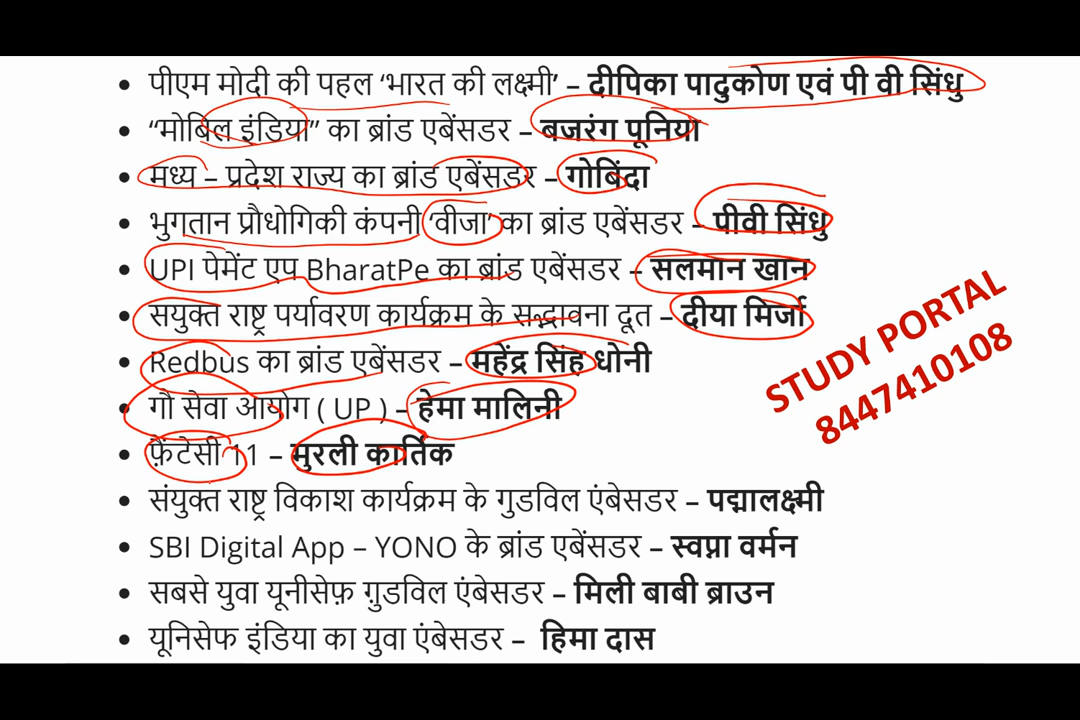 • पीएम मोदी की पहल ‘भारत की लक्ष्मी’ – दीपिका पादुकोण एवं पी वी सिंधु
• “मोबिल इंडिया” का ब्रांड एबेंसडर – बजरंग पूनिया
• मध्य – प्रदेश राज्य का ब्रांड एबेंसडर – गोबिंदा
• भुगतान प्रौधोगिकी कंपनी ‘वीजा’ का ब्रांड एबेंसडर – पीवी सिंधु
• UPI पेमेंट एप BharatPe का ब्रांड एबेंसडर – सलमान खान
• सयुक्त राष्ट्र पर्यावरण कार्यक्रम के सद्भावना दूत – दीया मिर्जा
• Redbus का ब्रांड एबेंसडर – महेंद्र सिंह धोनी
• गौ सेवा आयोग ( UP ) – हेमा मालिनी
• फ़ैंटेसी 11 – मुरली कार्तिक
• संयुक्त राष्ट्र विकाश कार्यक्रम के गुडविल एंबेसडर – पद्मालक्ष्मी
• SBI Digital App – YONO के ब्रांड एबेंसडर – स्वप्ना वर्मन
• सबसे युवा यूनीसेफ़ गुडविल एंबेसडर – मिली बाबी ब्राउन
• यूनिसेफ इंडिया का युवा एंबेसडर – हिमा दास
STUDY PORTAL
8447410108